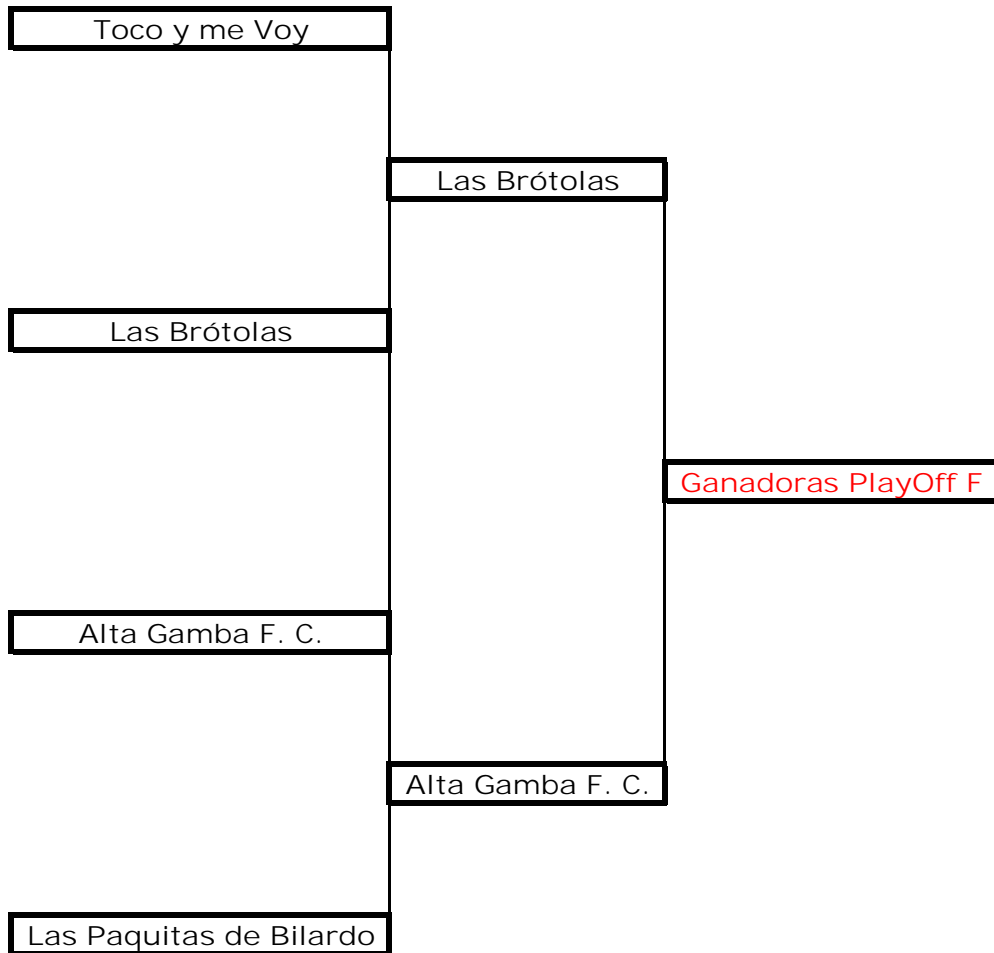 Toco y me Voy
Las Brótolas
Las Brótolas
Ganadoras PlayOff F
Alta Gamba F. C.
Alta Gamba F. C.
Las Paquitas de Bilardo